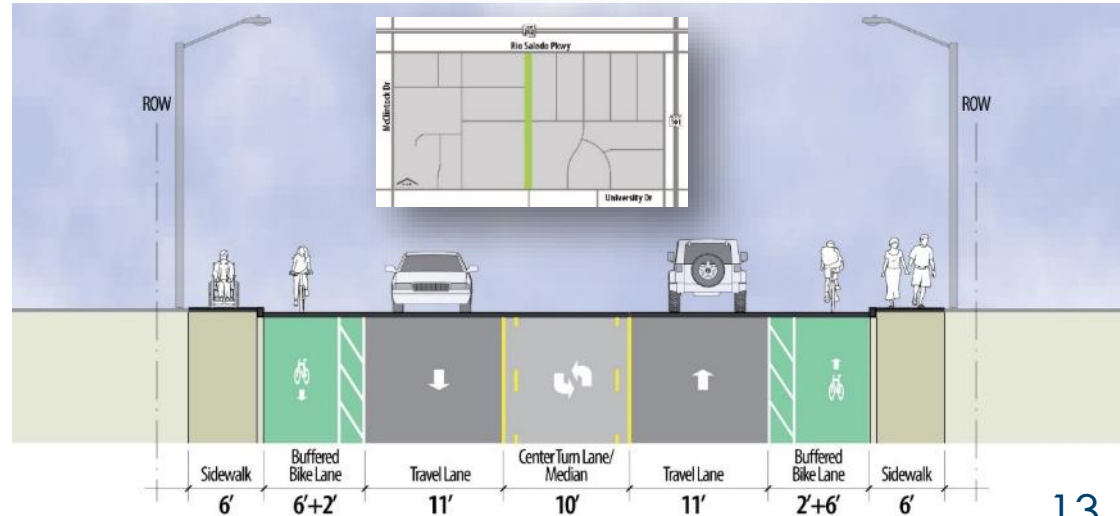 Rio Salado Pkwy
McClintock Dr
101
University Dr
ROW
ROW
Sidewalk
Buffered
Bike Lane
Travel Lane
Center Turn Lane/
Median
Travel Lane
Buffered
Bike Lane
Sidewalk
6'
6'+2'
11'
10'
11'
2'+6'
6'
13